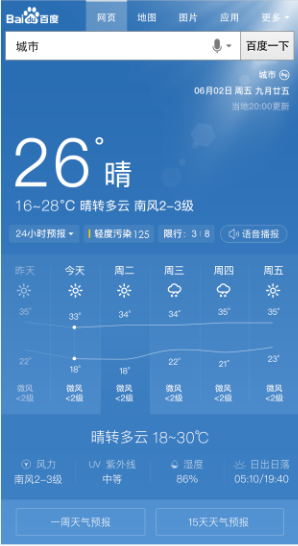 Bai du 百度 网页 地图 图片 应用 更多
城市 百度一下
城市
06月02日 周五 九月廿五
当地20:00更新
26° 晴
16~28℃ 晴转多云 南风2-3级
24小时预报 轻度污染 125 限行: 3 | 8 语音播报
昨天 今天 周二 周三 周四 周五
35° 33° 34° 34° 35° 35°
22° 18° 18° 22° 21° 23°
微风 微风 微风 微风 微风 微风
<2级 <2级 <2级 <2级 <2级 <2级
晴转多云 18~30℃
风力 UV 紫外线 湿度 日出日落
南风2-3级 中等 86% 05:10/19:40
一周天气预报 15天天气预报